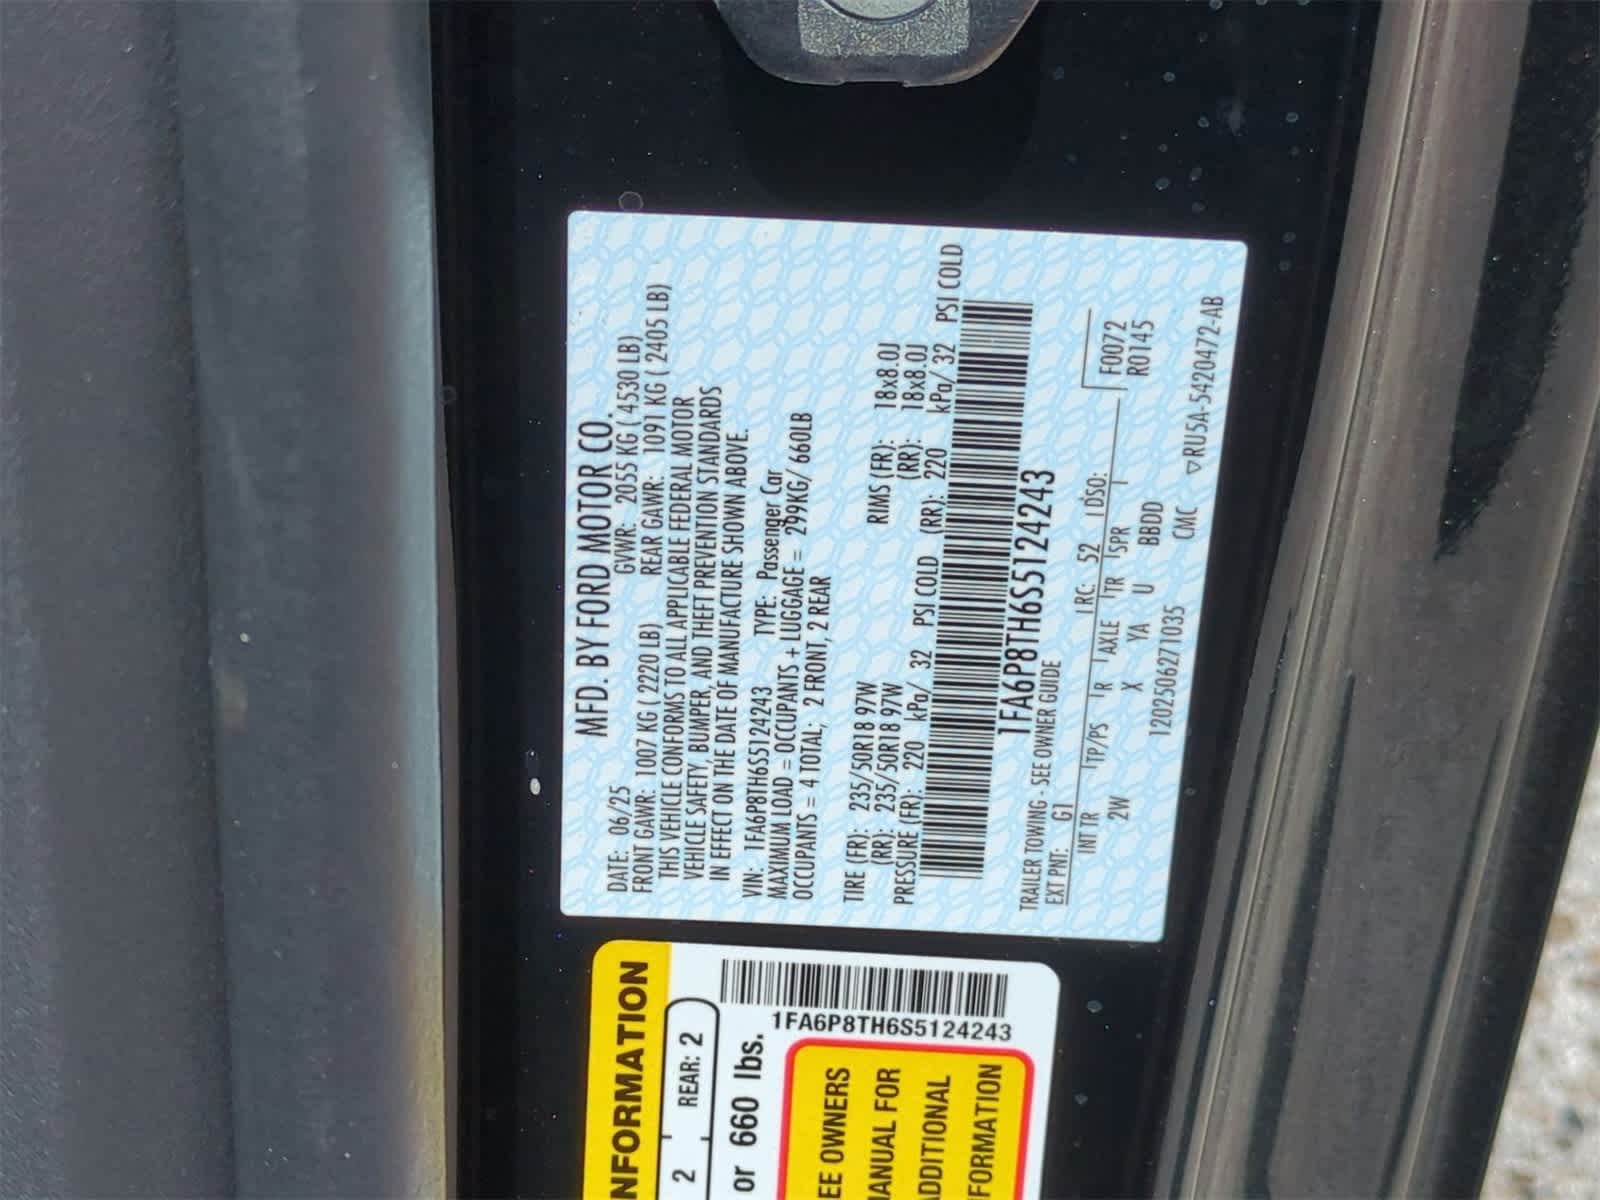 MFD. BY FORD MOTOR CO.
DATE: 06/25 GVWR: 2055 KG ( 4530 LB)
FRONT GAWR: 1007 KG ( 2220 LB) REAR GAWR: 1091 KG ( 2405 LB)
THIS VEHICLE CONFORMS TO ALL APPLICABLE FEDERAL MOTOR
VEHICLE SAFETY, BUMPER, AND THEFT PREVENTION STANDARDS
IN EFFECT ON THE DATE OF MANUFACTURE SHOWN ABOVE.
VIN: 1FA6P8TH6S5124243 TYPE: Passenger Car
MAXIMUM LOAD = OCCUPANTS + LUGGAGE = 299KG/ 660LB
OCCUPANTS = 4 TOTAL; 2 FRONT, 2 REAR
TIRE (FR): 235/50R18 97W RIMS (FR): 18x8.0J
(RR): 235/50R18 97W (RR): 18x8.0J
PRESSURE (FR): 220 kPa/ 32 PSI COLD (RR): 220 kPa/ 32 PSI COLD
1FA6P8TH6S5124243
TRAILER TOWING - SEE OWNER GUIDE
EXT PNT: G1 RC: 52 DSO:
INT TR TP/PS R AXLE TR SPR
2W X YA U BBDD
F0072
R0145
1202506271035 CMC
▽RU5A-5420472-AB
NFORMATION
2 REAR: 2
or 660 lbs.
1FA6P8TH6S5124243
EE OWNERS
ANUAL FOR
ADDITIONAL
FORMATION